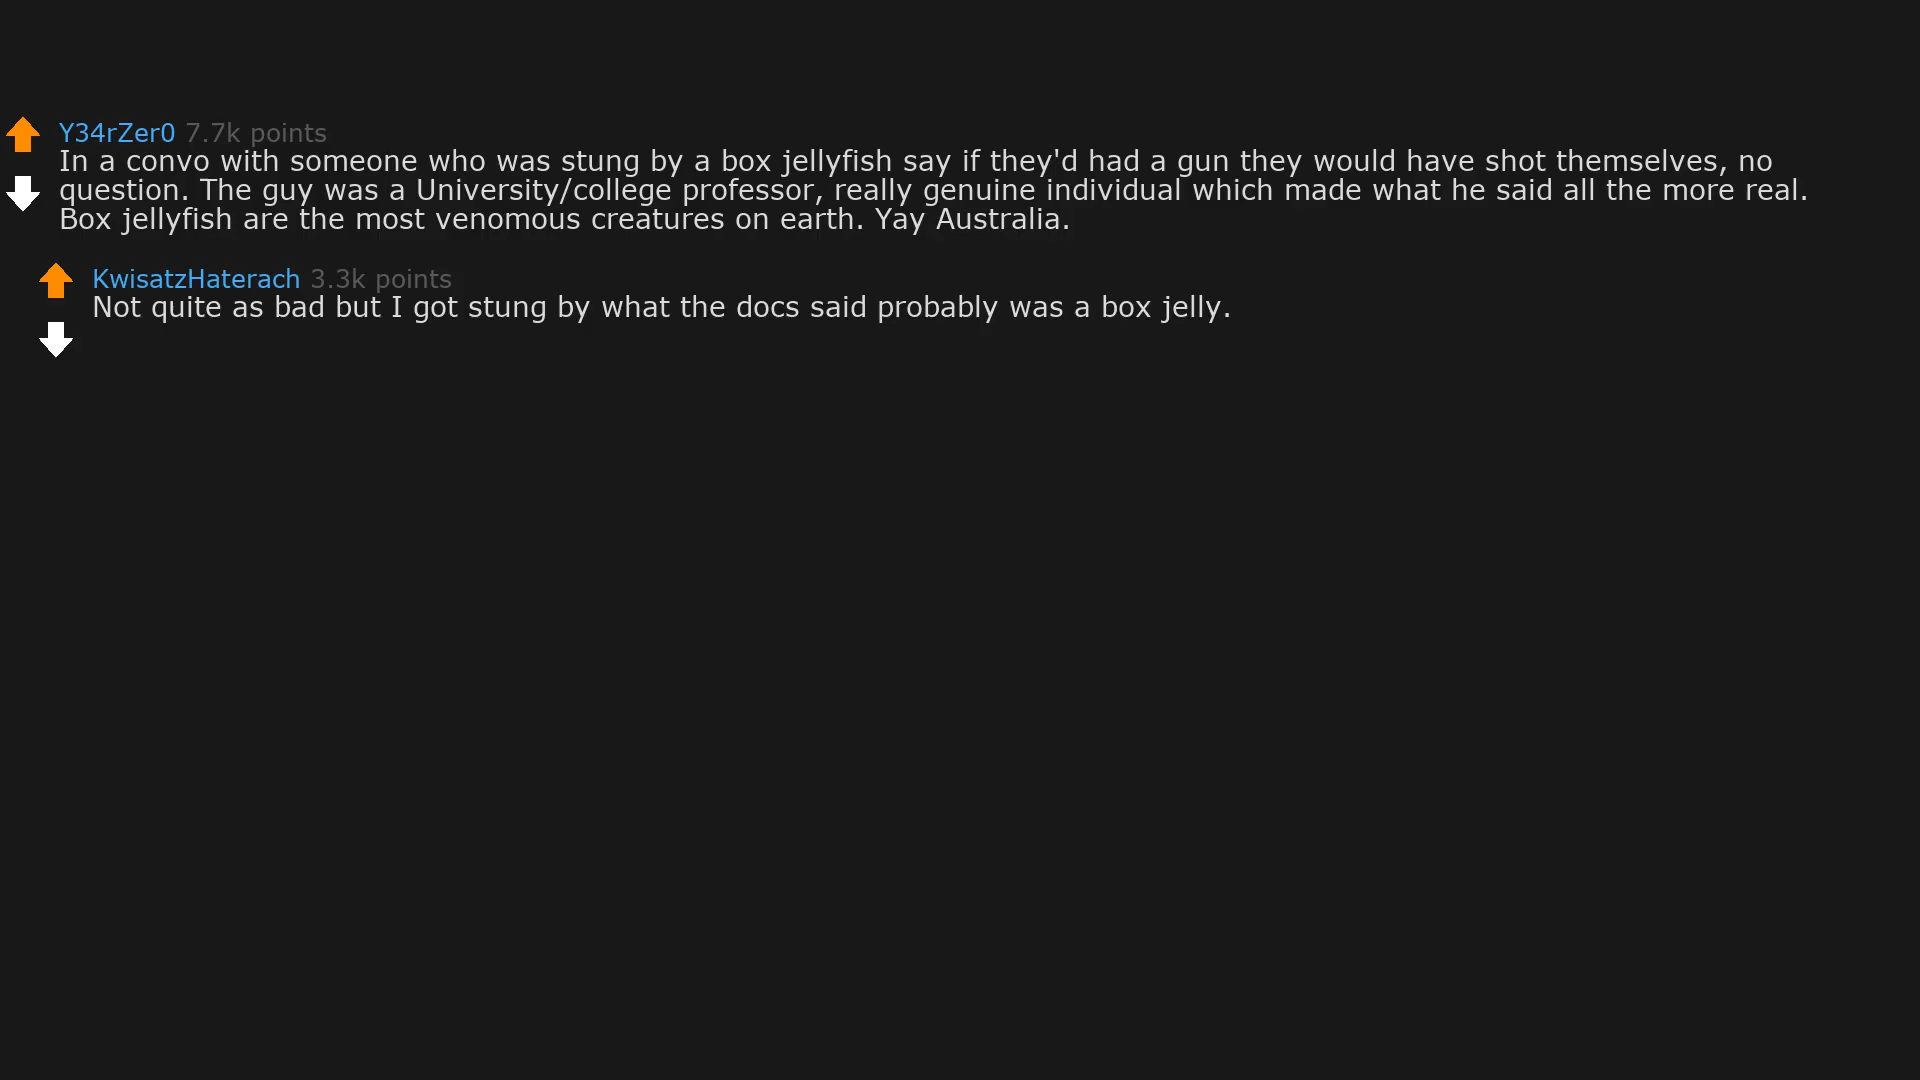 Y34rZer0 7.7k points
In a convo with someone who was stung by a box jellyfish say if they'd had a gun they would have shot themselves, no
question. The guy was a University/college professor, really genuine individual which made what he said all the more real.
Box jellyfish are the most venomous creatures on earth. Yay Australia.
KwisatzHaterach 3.3k points
Not quite as bad but I got stung by what the docs said probably was a box jelly.